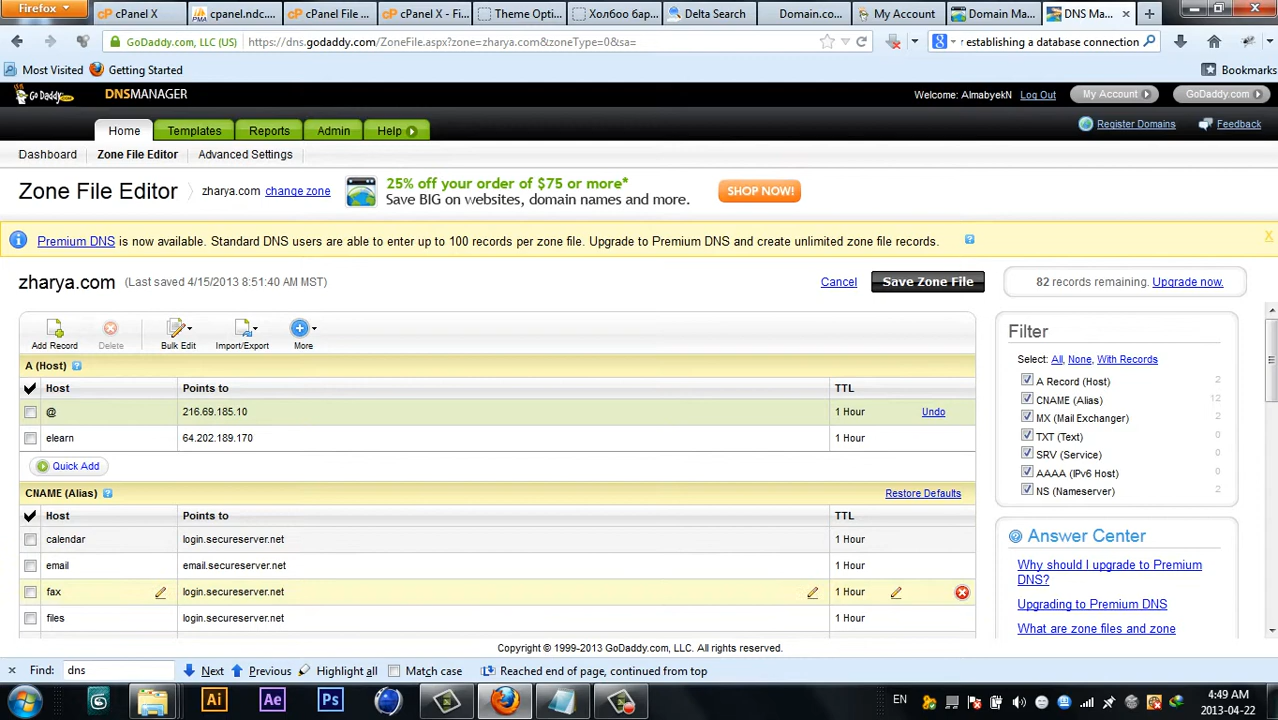 Firefox
cPanel X
cpanel.ndc....
cPanel File...
cPanel X - Fi...
Theme Opti...
Холбоо бар...
Delta Search
Domain.co...
My Account
Domain Ma...
DNS Ma...
GoDaddy.com, LLC (US)
https://dns.godaddy.com/ZoneFile.aspx?zone=zharya.com&zoneType=0&sa=
r establishing a database connection
Most Visited
Getting Started
Bookmarks
Go Daddy.com
DNSMANAGER
Welcome: AlmabyekN
Log Out
My Account
GoDaddy.com
Home
Templates
Reports
Admin
Help
Register Domains
Feedback
Dashboard
Zone File Editor
Advanced Settings
Zone File Editor
zharya.com change zone
25% off your order of $75 or more*
Save BIG on websites, domain names and more.
SHOP NOW!
Premium DNS is now available. Standard DNS users are able to enter up to 100 records per zone file. Upgrade to Premium DNS and create unlimited zone file records.
X
zharya.com (Last saved 4/15/2013 8:51:40 AM MST)
Cancel
Save Zone File
82 records remaining. Upgrade now.
Add Record
Delete
Bulk Edit
Import/Export
More
A (Host)
Host Points to TTL
@ 216.69.185.10 1 Hour Undo
elearn 64.202.189.170 1 Hour
Quick Add
CNAME (Alias)
Restore Defaults
Host Points to TTL
calendar login.secureserver.net 1 Hour
email email.secureserver.net 1 Hour
fax login.secureserver.net 1 Hour
files login.secureserver.net 1 Hour
Filter
Select: All, None, With Records
A Record (Host) 2
CNAME (Alias) 12
MX (Mail Exchanger) 2
TXT (Text) 0
SRV (Service) 0
AAAA (IPv6 Host) 0
NS (Nameserver) 2
Answer Center
Why should I upgrade to Premium
DNS?
Upgrading to Premium DNS
What are zone files and zone
Copyright © 1999-2013 GoDaddy.com, LLC. All rights reserved.
x Find: dns
Next
Previous
Highlight all
Match case
Reached end of page, continued from top
Ai
Ae
Ps
EN
4:49 AM
2013-04-22